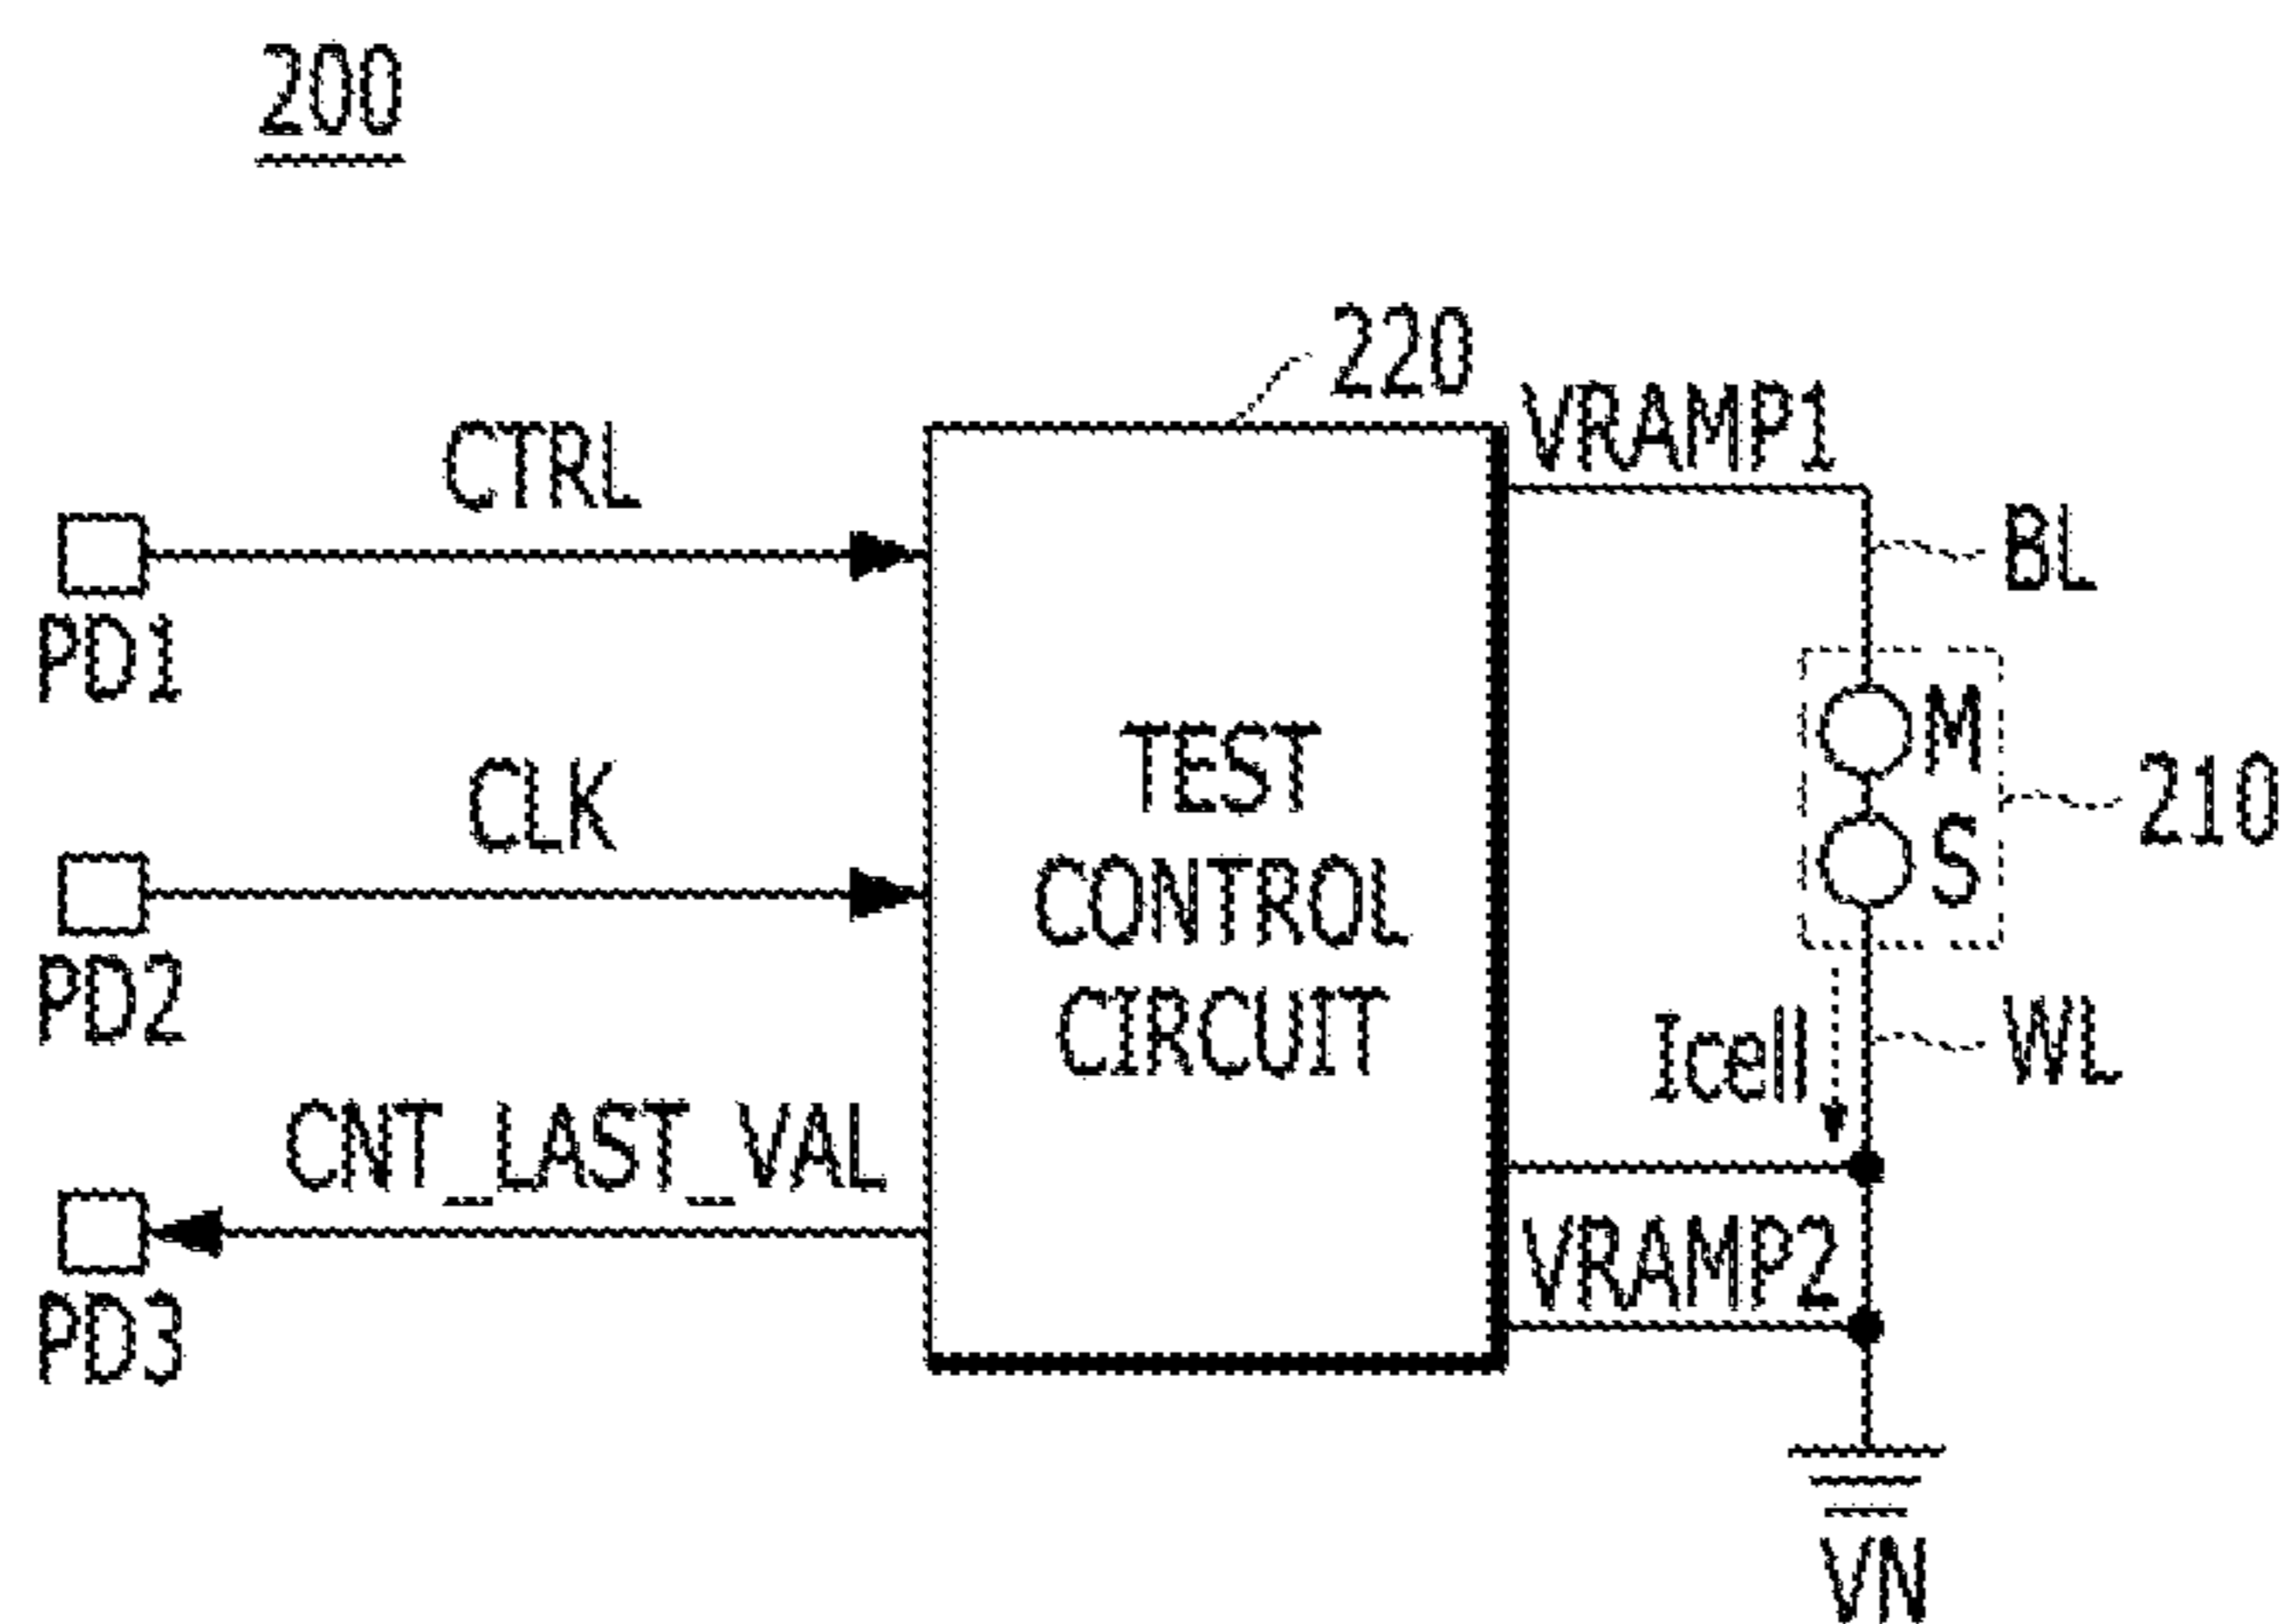 200
220
VRAMP1
CTRL
BL
PD1
M
TEST
CONTROL
CIRCUIT
CLK
S
210
PD2
Icell
WL
CNT_LAST_VAL
VRAMP2
PD3
VN